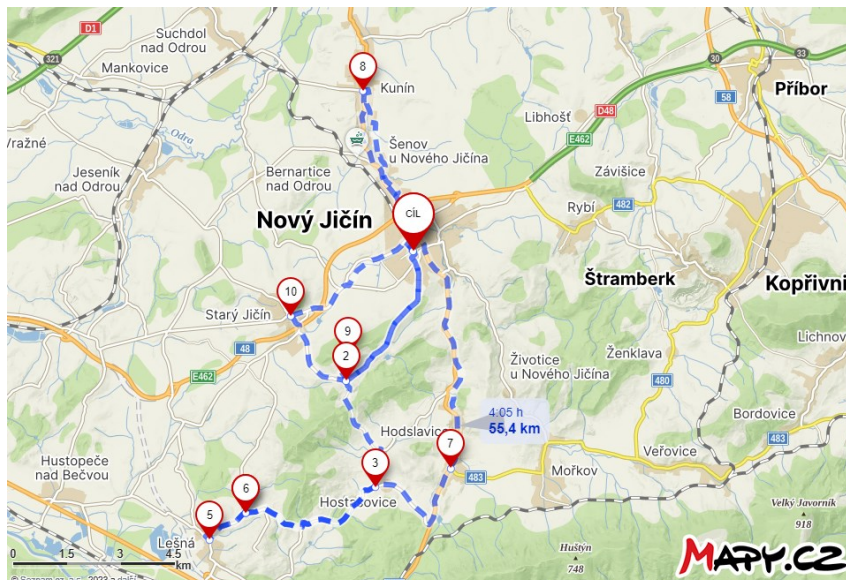 D1
Suchdol
nad Odrou
321
Mankovice
8
Kunín
30
33
Příbor
58
Libhošť
D48
E462
Odra
Šenov
u Nového Jičína
Jeseník
nad Odrou
Bernartice
nad Odrou
Závišice
482
Rybí
CÍL
Nový Jičín
Štramberk
10
Starý Jičín
9
2
48
E462
Životice
u Nového Jičína
Ženklava
480
Bordovice
483
4:05 h
55,4 km
Hodslavice
7
483
Mořkov
Veřovice
Hustopeče
nad Bečvou
3
Hostašovice
6
5
Lešná
Velký Javorník
918
Huštýn
748
0 1.5 3 4.5
km
MAPY.CZ